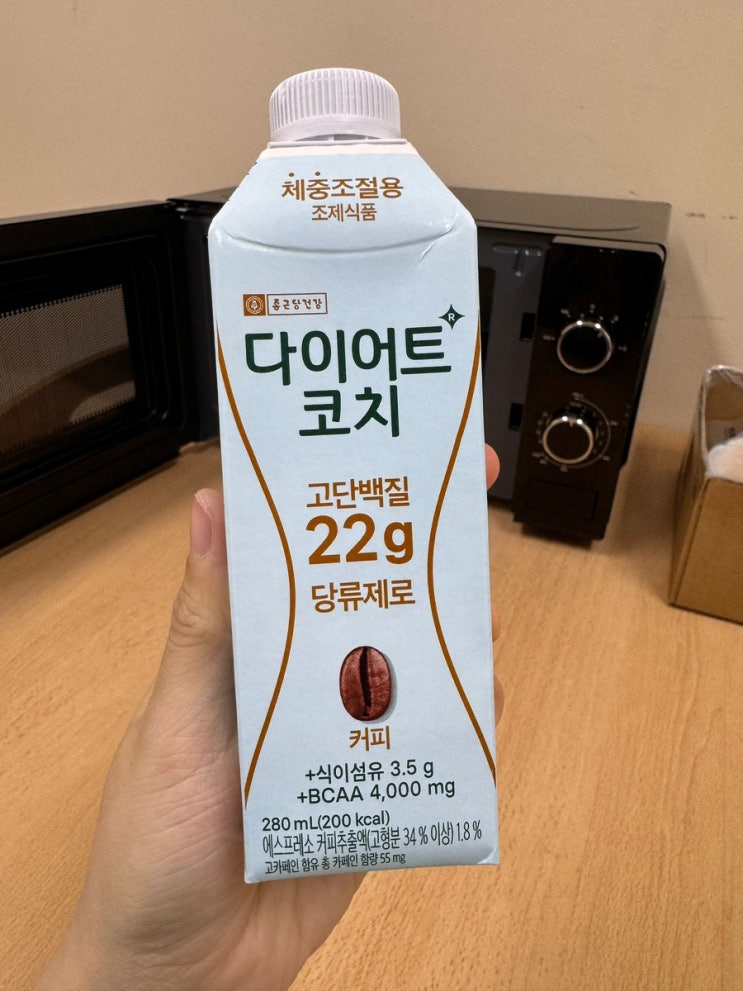 체중조절용
조제식품
종근당건강
다이어트
R
코치
고단백질
22g
당류제로
커피
+식이섬유 3.5 g
+BCAA 4,000 mg
280 mL(200 kcal)
에스프레소 커피추출액(고형분 34 % 이상) 1.8 %
고카페인 함유 총 카페인 함량 55 mg